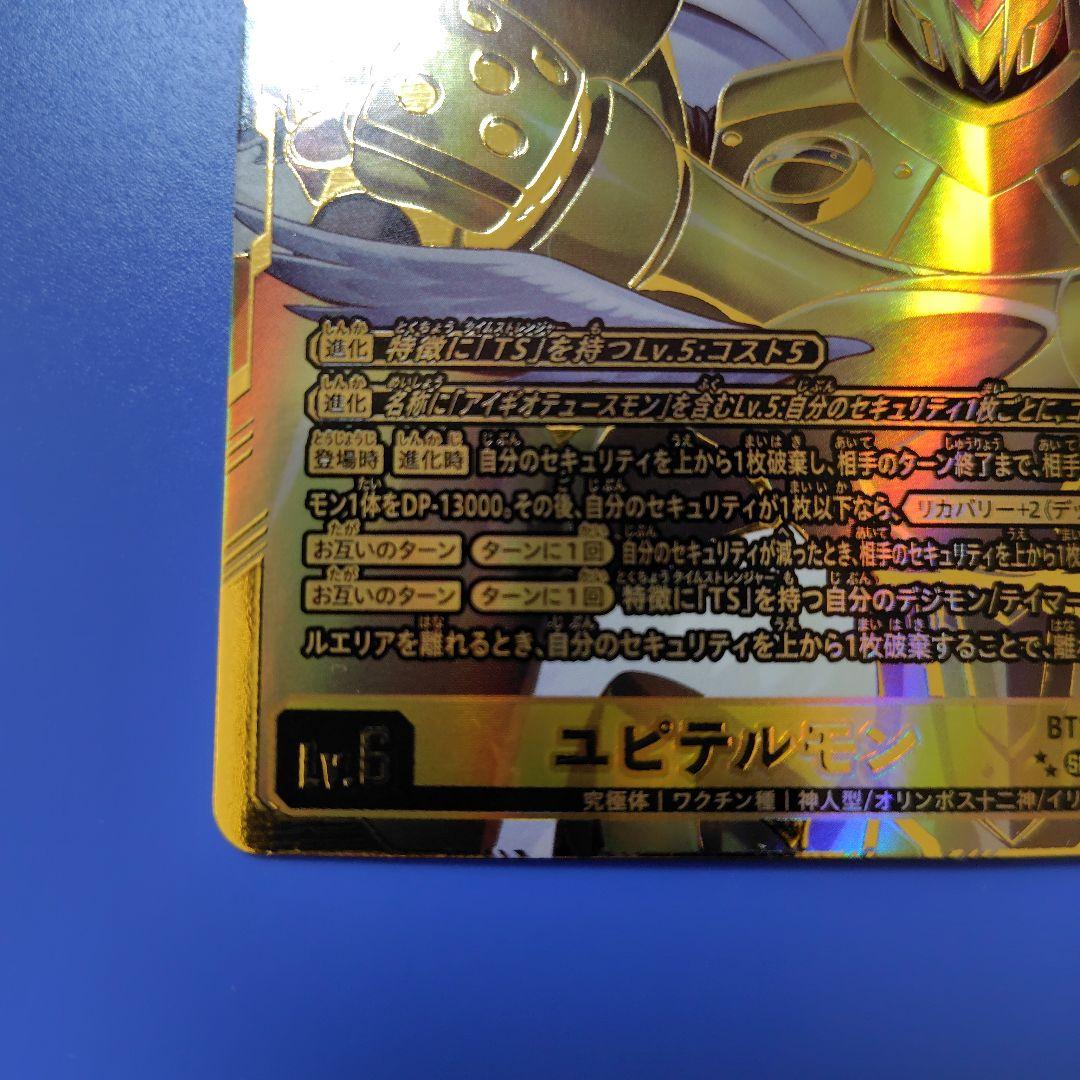 進化 特徴に「TS」を持つLv.5:コスト5
進化 名称に「アイギオテュースモン」を含むLv.5:自分のセキュリティ1枚ごとに、コ
登場時 進化時 自分のセキュリティを上から1枚破棄し、相手のターン終了まで、相手
モン1体をDP-13000。その後、自分のセキュリティが1枚以下なら、リカバリー+2《デッ
お互いのターン ターンに1回 自分のセキュリティが減ったとき、相手のセキュリティを上から1枚
お互いのターン ターンに1回 特徴に「TS」を持つ自分のデジモン/テイマー
ルエリアを離れるとき、自分のセキュリティを上から1枚破棄することで、離
Lv.6 ユピテルモン BT
究極体 | ワクチン種 | 神人型/オリンポス十二神/イリ